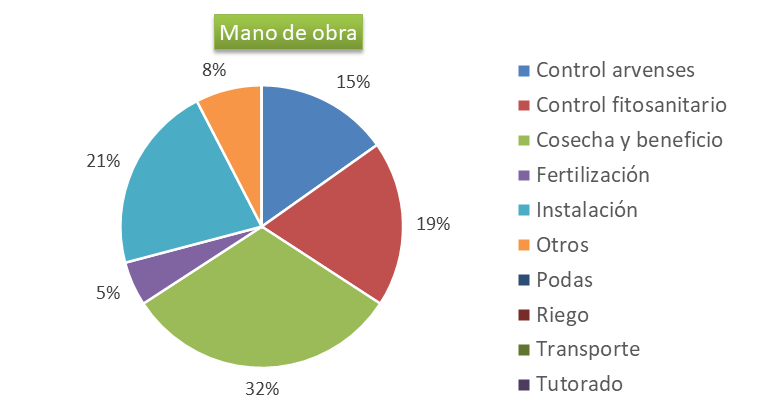 Mano de obra
8%
15%
21%
19%
5%
32%
Control arvenses
Control fitosanitario
Cosecha y beneficio
Fertilización
Instalación
Otros
Podas
Riego
Transporte
Tutorado